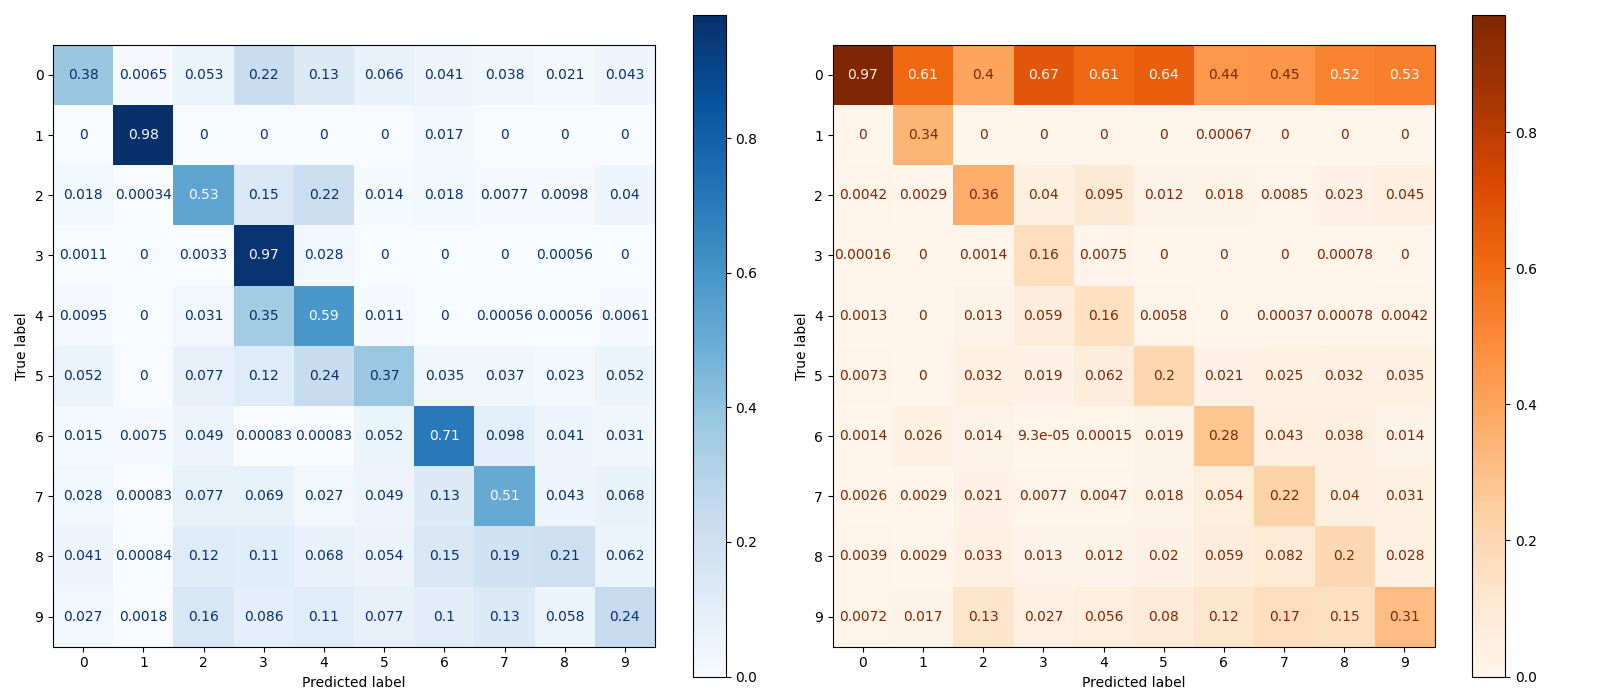 0 0.38 0.0065 0.053 0.22 0.13 0.066 0.041 0.038 0.021 0.043
1 0 0.98 0 0 0 0 0.017 0 0 0
2 0.018 0.00034 0.53 0.15 0.22 0.014 0.018 0.0077 0.0098 0.04
3 0.0011 0 0.0033 0.97 0.028 0 0 0 0.00056 0
4 0.0095 0 0.031 0.35 0.59 0.011 0 0.00056 0.00056 0.0061
5 0.052 0 0.077 0.12 0.24 0.37 0.035 0.037 0.023 0.052
6 0.015 0.0075 0.049 0.00083 0.00083 0.052 0.71 0.098 0.041 0.031
7 0.028 0.00083 0.077 0.069 0.027 0.049 0.13 0.51 0.043 0.068
8 0.041 0.00084 0.12 0.11 0.068 0.054 0.15 0.19 0.21 0.062
9 0.027 0.0018 0.16 0.086 0.11 0.077 0.1 0.13 0.058 0.24
0 1 2 3 4 5 6 7 8 9
Predicted label
True label
0.8
0.6
0.4
0.2
0.0
0 0.97 0.61 0.4 0.67 0.61 0.64 0.44 0.45 0.52 0.53
1 0 0.34 0 0 0 0 0.00067 0 0 0
2 0.0042 0.0029 0.36 0.04 0.095 0.012 0.018 0.0085 0.023 0.045
3 0.00016 0 0.0014 0.16 0.0075 0 0 0 0.00078 0
4 0.0013 0 0.013 0.059 0.16 0.0058 0 0.00037 0.00078 0.0042
5 0.0073 0 0.032 0.019 0.062 0.2 0.021 0.025 0.032 0.035
6 0.0014 0.026 0.014 9.3e-05 0.00015 0.019 0.28 0.043 0.038 0.014
7 0.0026 0.0029 0.021 0.0077 0.0047 0.018 0.054 0.22 0.04 0.031
8 0.0039 0.0029 0.033 0.013 0.012 0.02 0.059 0.082 0.2 0.028
9 0.0072 0.017 0.13 0.027 0.056 0.08 0.12 0.17 0.15 0.31
0 1 2 3 4 5 6 7 8 9
Predicted label
True label
0.8
0.6
0.4
0.2
0.0